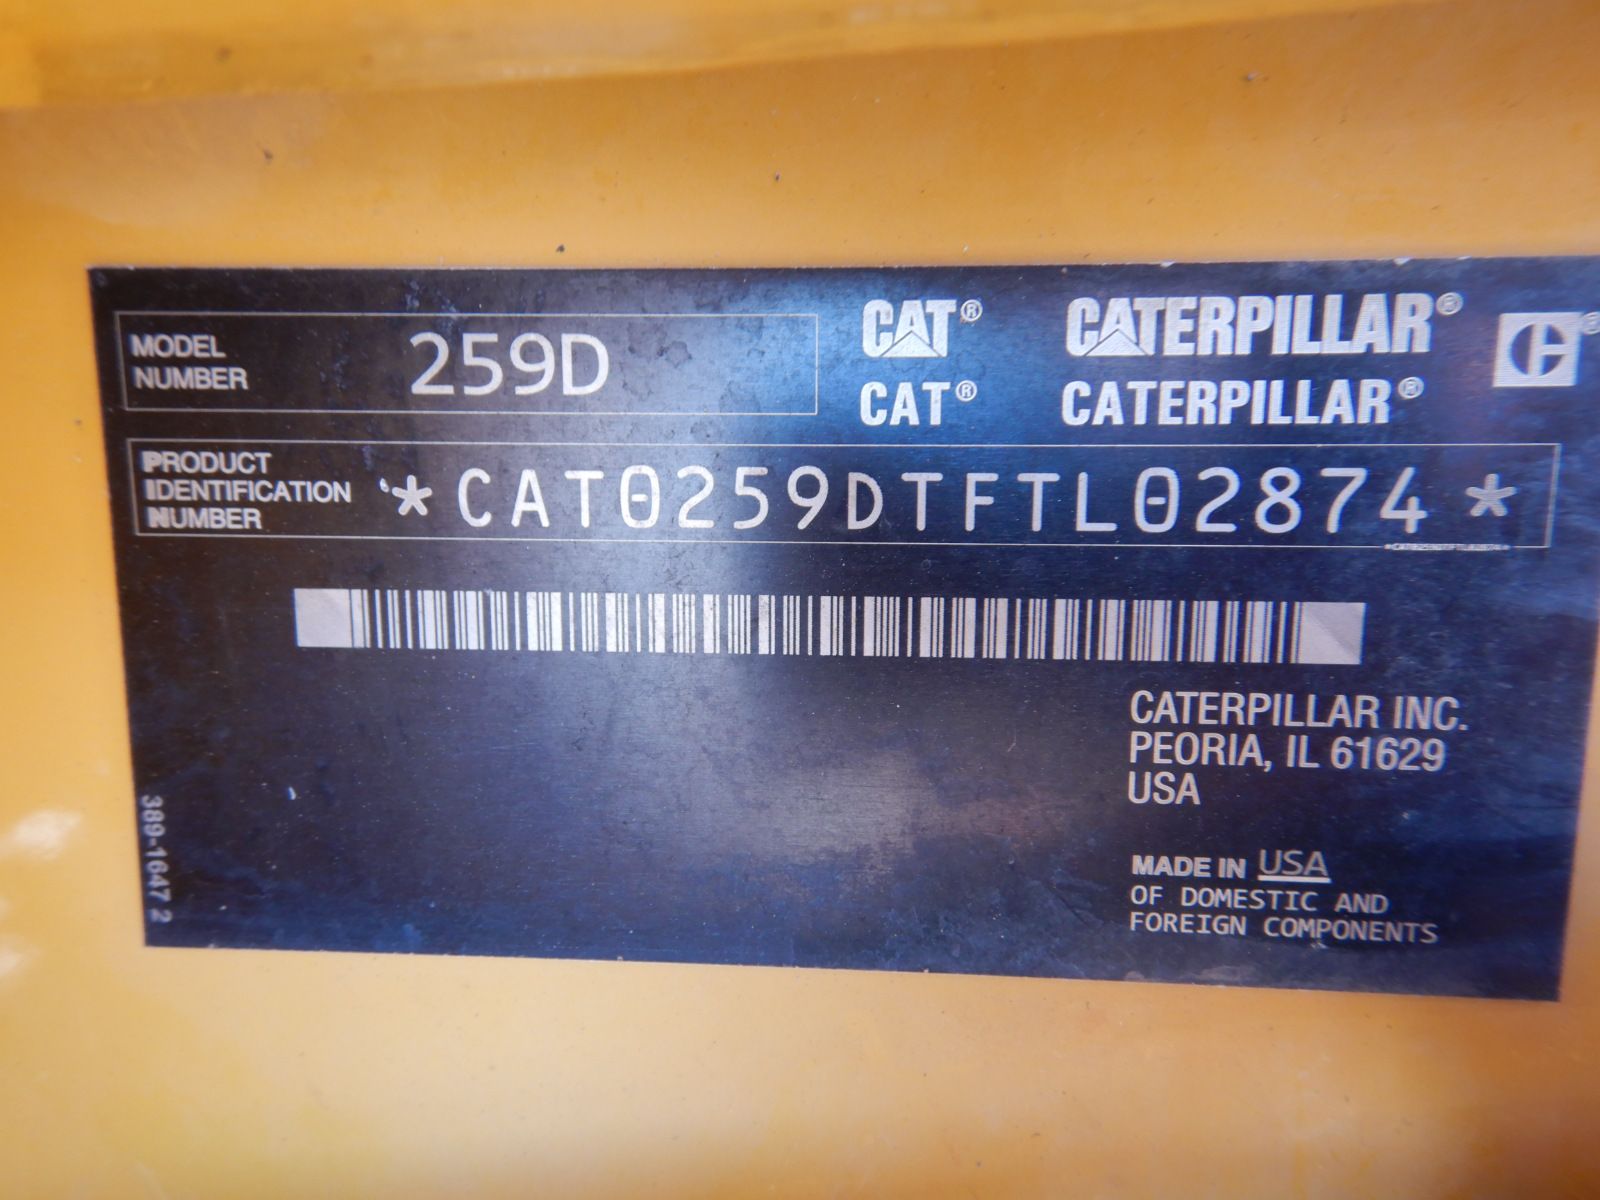 MODEL NUMBER 259D
CAT® CATERPILLAR®
CAT® CATERPILLAR®
PRODUCT IDENTIFICATION NUMBER *CAT0259DTFTL02874*
CATERPILLAR INC.
PEORIA, IL 61629
USA
MADE IN USA
OF DOMESTIC AND
FOREIGN COMPONENTS
389-1647 2